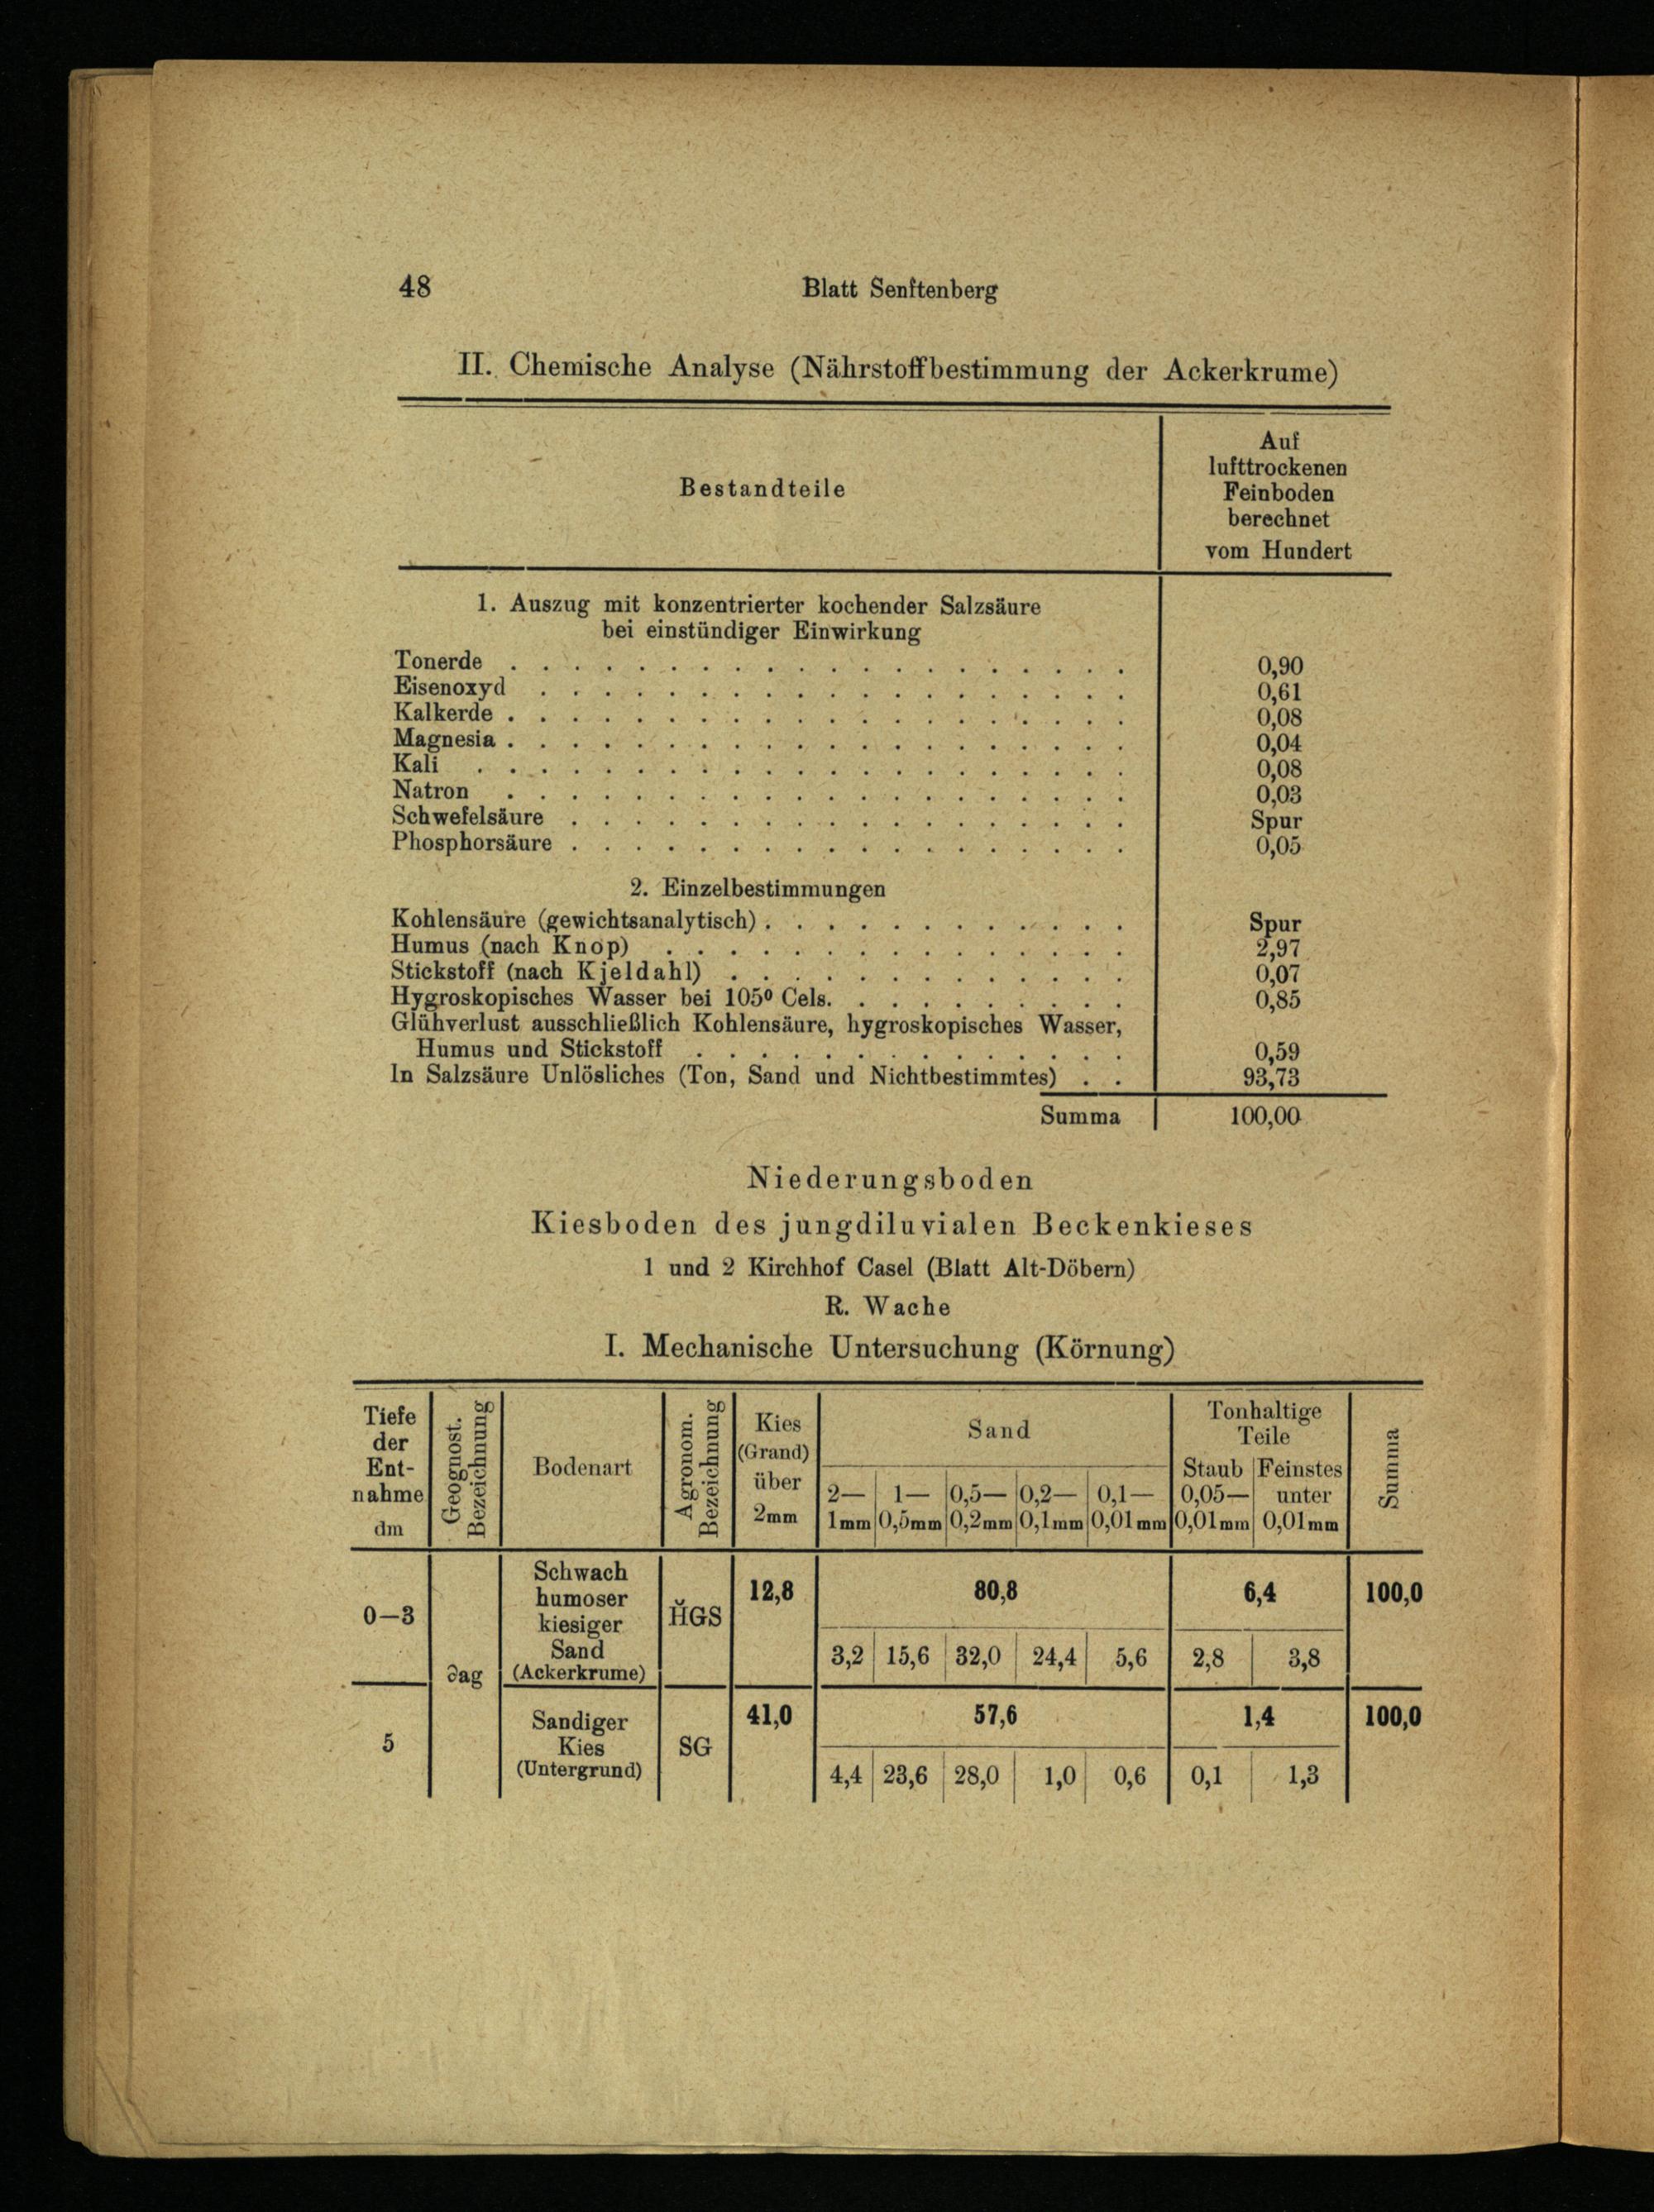 48
Blatt Senftenberg
II. Chemische Analyse (Nährstoffbestimmung der Ackerkrume)
Bestandteile
Auf
lufttrockenen
Feinboden
berechnet
vom Hundert
1. Auszug mit konzentrierter kochender Salzsäure
bei einstündiger Einwirkung
Tonerde . . . . . . . . . . . . . . . . . . . . 0,90
Eisenoxyd . . . . . . . . . . . . . . . . . . . 0,61
Kalkerde . . . . . . . . . . . . . . . . . . . . 0,08
Magnesia . . . . . . . . . . . . . . . . . . . . 0,04
Kali . . . . . . . . . . . . . . . . . . . . . 0,08
Natron . . . . . . . . . . . . . . . . . . . . 0,03
Schwefelsäure . . . . . . . . . . . . . . . . . . Spur
Phosphorsäure . . . . . . . . . . . . . . . . . . 0,05
2. Einzelbestimmungen
Kohlensäure (gewichtsanalytisch) . . . . . . . . . . . . Spur
Humus (nach Knop) . . . . . . . . . . . . . . . 2,97
Stickstoff (nach Kjeldahl) . . . . . . . . . . . . . 0,07
Hygroskopisches Wasser bei 105⁰ Cels. . . . . . . . . . . 0,85
Glühverlust ausschließlich Kohlensäure, hygroskopisches Wasser,
Humus und Stickstoff . . . . . . . . . . . . . . 0,59
In Salzsäure Unlösliches (Ton, Sand und Nichtbestimmtes) . . 93,73
Summa 100,00
Niederungsboden
Kiesboden des jungdiluvialen Beckenkieses
1 und 2 Kirchhof Casel (Blatt Alt-Döbern)
R. Wache
I. Mechanische Untersuchung (Körnung)
Tiefe
der
Ent-
nahme
dm
Geognost.
Bezeichnung
Bodenart
Agronom.
Bezeichnung
Kies
(Grand)
über
2mm
Sand
2— 1— 0,5— 0,2— 0,1—
1mm 0,5mm 0,2mm 0,1mm 0,01mm
Tonhaltige
Teile
Staub Feinstes
0,05— unter
0,01mm 0,01mm
Summa
0—3
∂ag
Schwach
humoser
kiesiger
Sand
(Ackerkrume)
H̆GS
12,8 80,8 6,4 100,0
3,2 15,6 32,0 24,4 5,6 2,8 3,8
5
Sandiger
Kies
(Untergrund)
SG
41,0 57,6 1,4 100,0
4,4 23,6 28,0 1,0 0,6 0,1 1,3